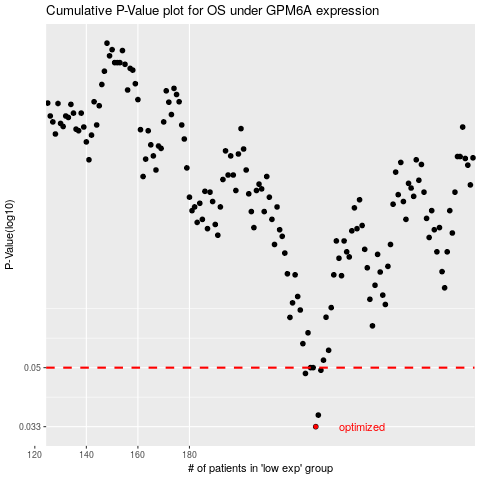 Cumulative P-Value plot for OS under GPM6A expression
P-Value(log10)
0.05
0.033
optimized
120 140 160 180
# of patients in 'low exp' group